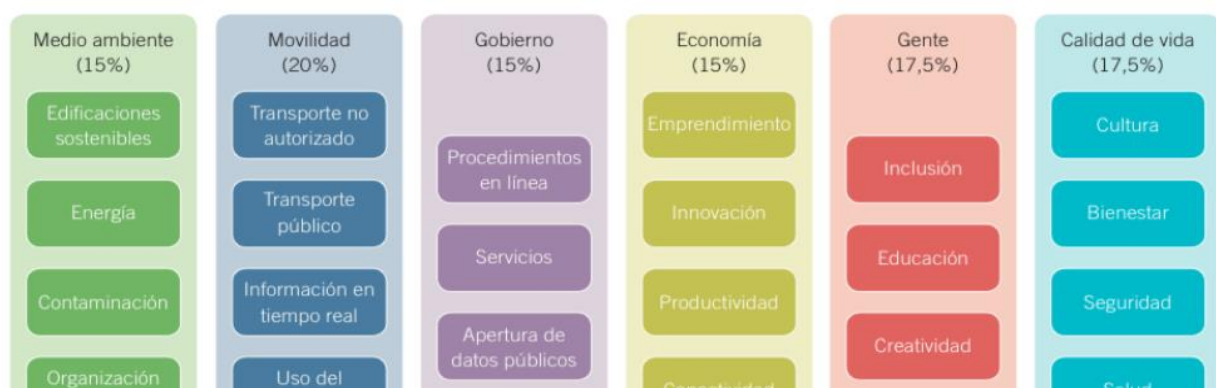 Medio ambiente
(15%)
Edificaciones
sostenibles
Energía
Contaminación
Organización
Movilidad
(20%)
Transporte no
autorizado
Transporte
público
Información en
tiempo real
Uso del
Gobierno
(15%)
Procedimientos
en línea
Servicios
Apertura de
datos públicos
Economía
(15%)
Emprendimiento
Innovación
Productividad
Conectividad
Gente
(17,5%)
Inclusión
Educación
Creatividad
Calidad de vida
(17,5%)
Cultura
Bienestar
Seguridad
Salud